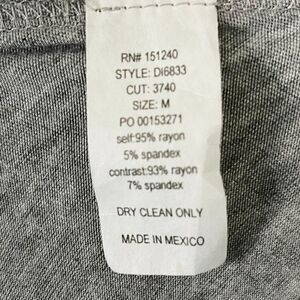 RN# 151240
STYLE: DI6833
CUT: 3740
SIZE: M
PO 00153271
self:95% rayon
5% spandex
contrast:93% rayon
7% spandex
DRY CLEAN ONLY
MADE IN MEXICO